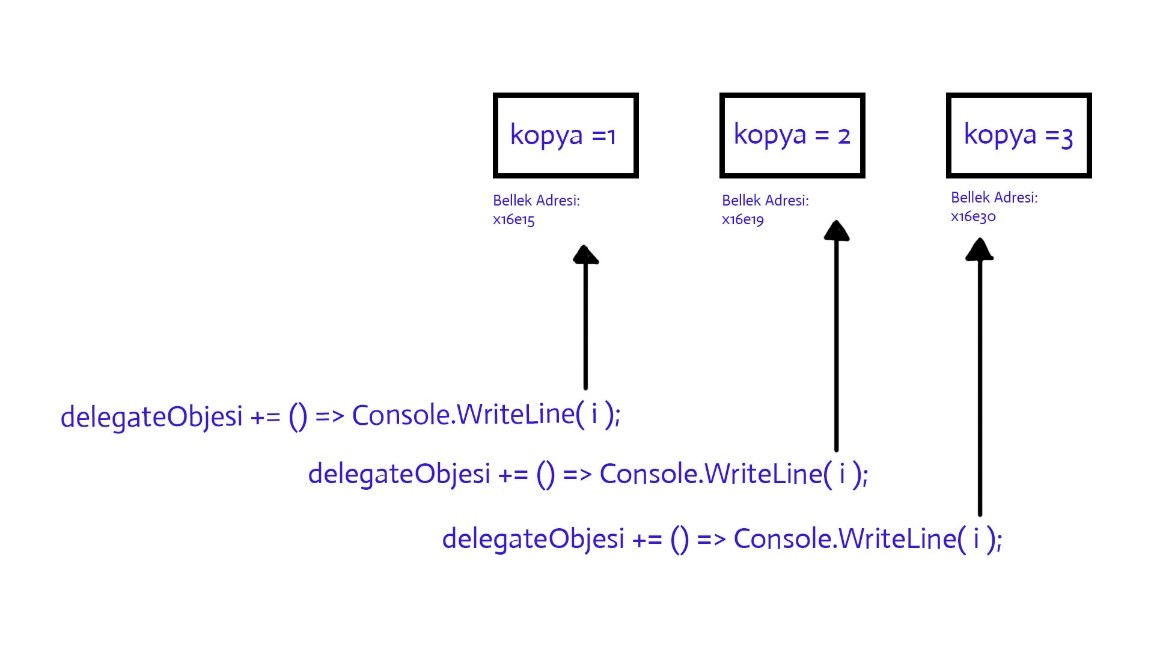 kopya =1
Bellek Adresi:
x16e15
kopya = 2
Bellek Adresi:
x16e19
kopya =3
Bellek Adresi:
x16e30
delegateObjesi += () => Console.WriteLine( i );
delegateObjesi += () => Console.WriteLine( i );
delegateObjesi += () => Console.WriteLine( i );